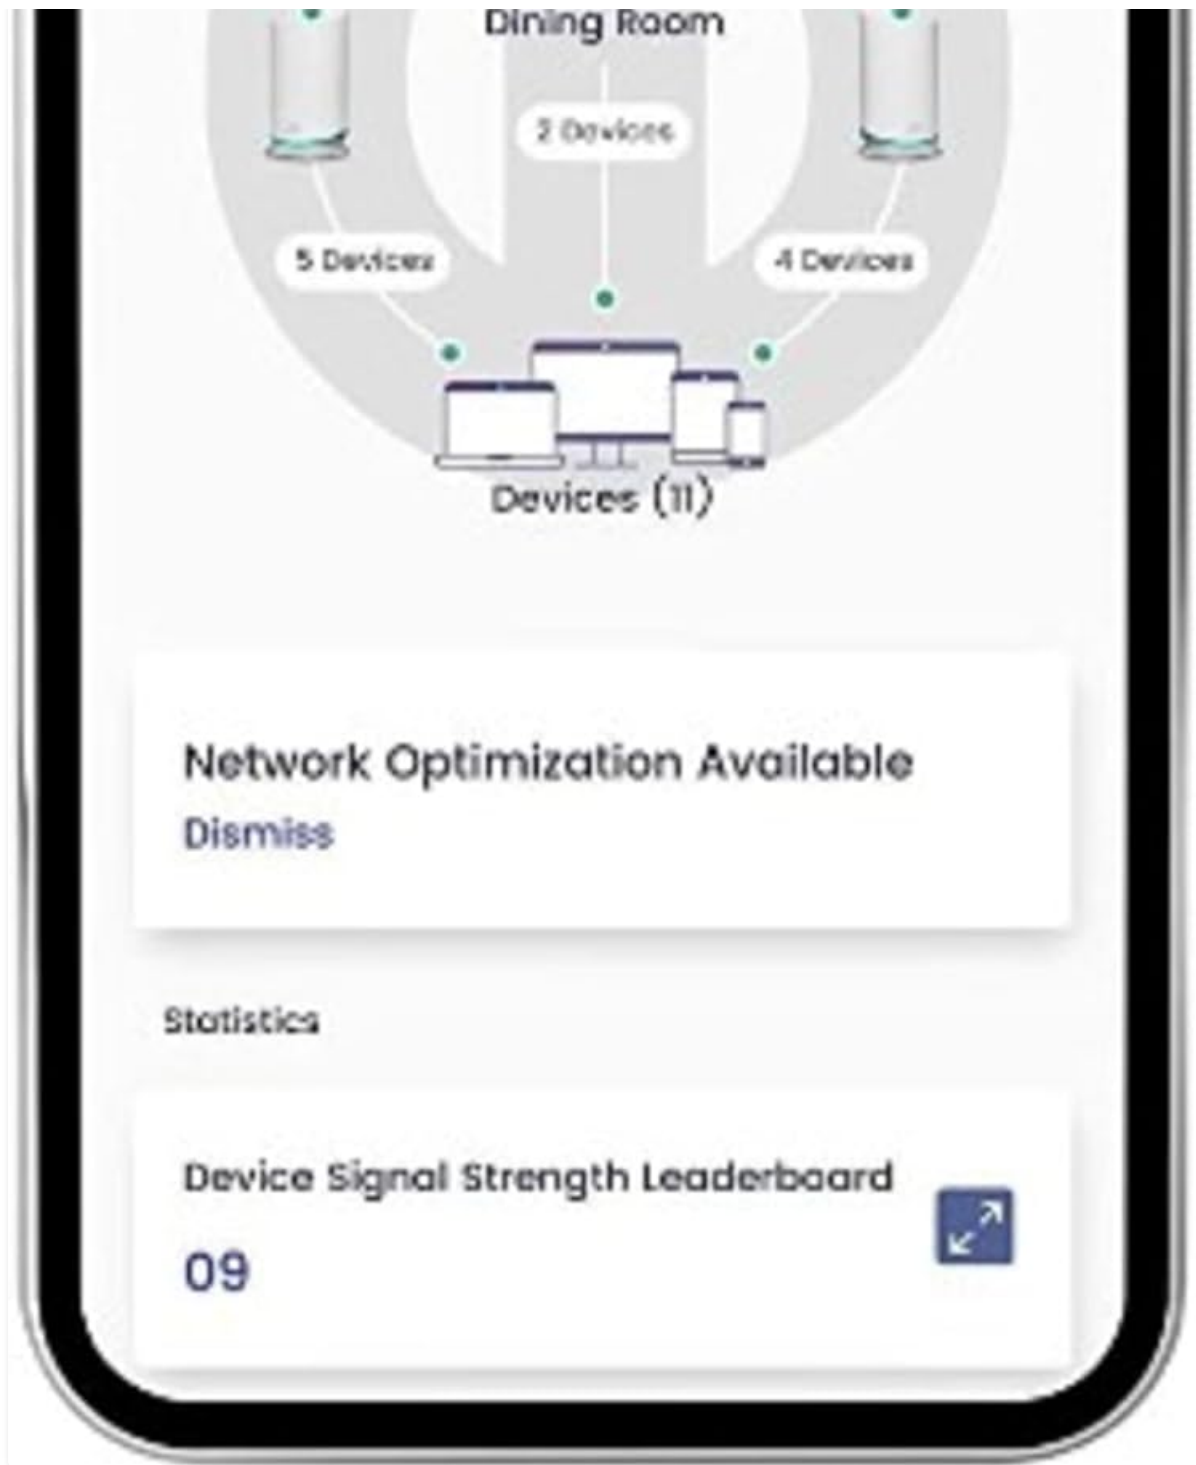 Dining Room
2 Devices
5 Devices
4 Devices
Devices (11)
Network Optimization Available
Dismiss
Statistics
Device Signal Strength Leaderboard
09